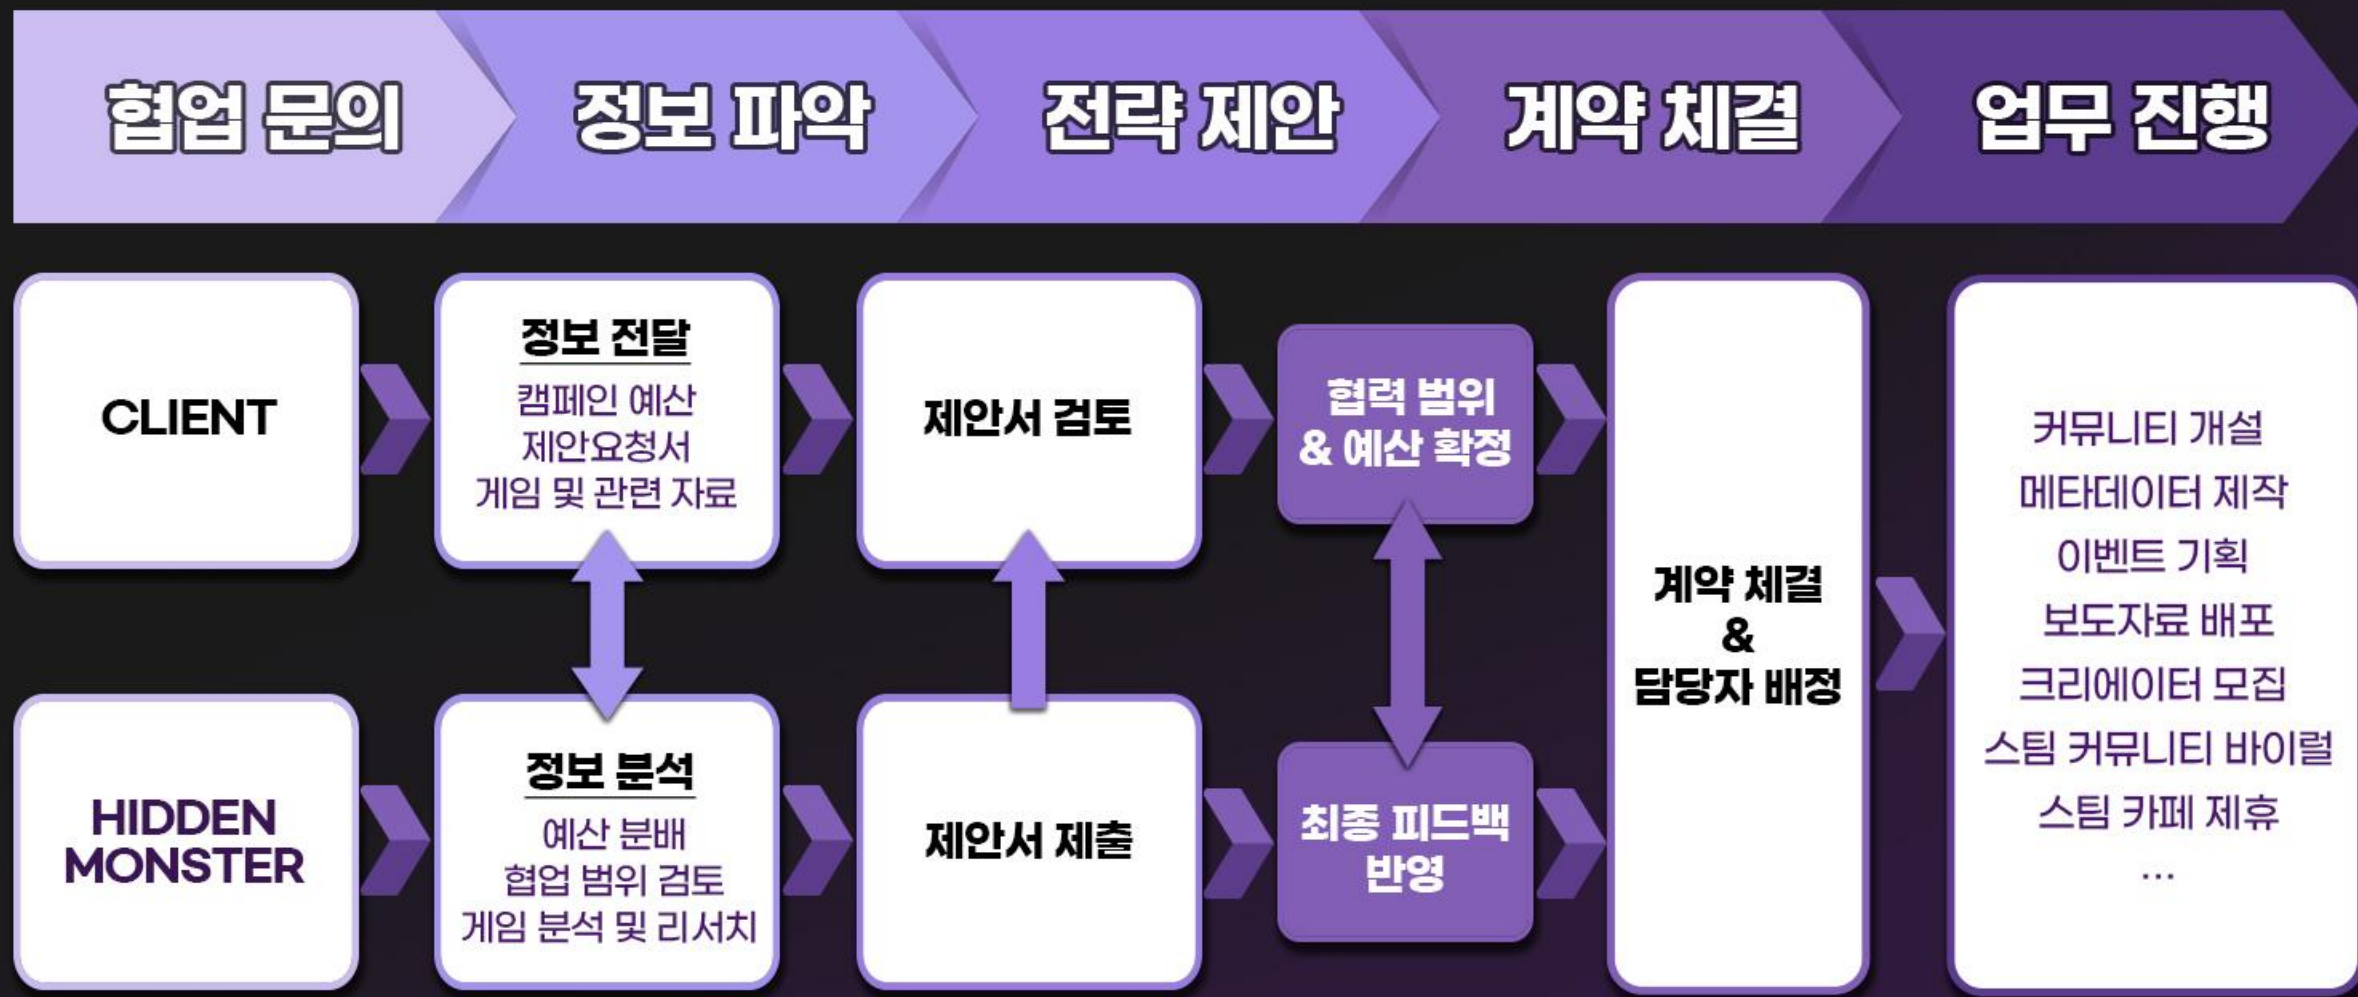 협업 문의
정보 파악
전략 제안
계약 체결
업무 진행
CLIENT
정보 전달
캠페인 예산
제안요청서
게임 및 관련 자료
제안서 검토
협력 범위
& 예산 확정
HIDDEN
MONSTER
정보 분석
예산 분배
협업 범위 검토
게임 분석 및 리서치
제안서 제출
최종 피드백
반영
계약 체결
&
담당자 배정
커뮤니티 개설
메타데이터 제작
이벤트 기획
보도자료 배포
크리에이터 모집
스팀 커뮤니티 바이럴
스팀 카페 제휴
...